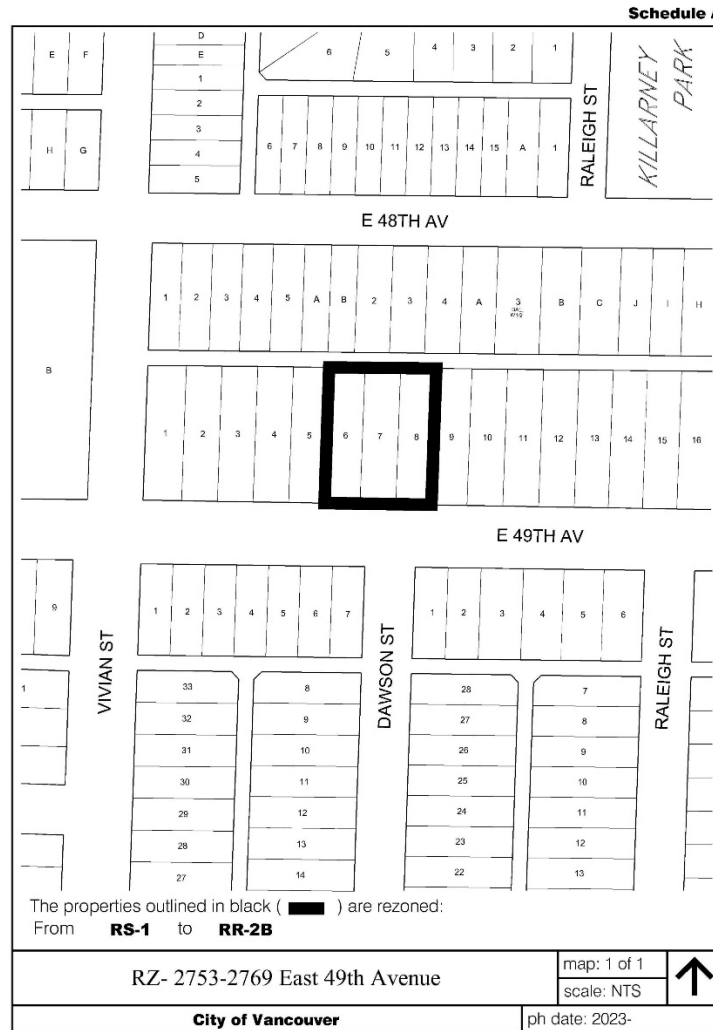 Schedule A
D
E F
E
1
2
3
4
5
H G
6 5 4 3 2 1
6 7 8 9 10 11 12 13 14 15 A 1
RALEIGH ST
KILLARNEY
PARK
E 48TH AV
B
1 2 3 4 5 A B 2 3 4 A 3 B C J I H
1 2 3 4 5 6 7 8 9 10 11 12 13 14 15 16
E 49TH AV
9
VIVIAN ST
1 2 3 4 5 6 7
DAWSON ST
1 2 3 4 5 6
RALEIGH ST
1
33
32
31
30
29
28
27
8
9
10
11
12
13
14
28
27
26
25
24
23
22
7
8
9
10
11
12
13
The properties outlined in black ( ) are rezoned:
From RS-1 to RR-2B
RZ- 2753-2769 East 49th Avenue
map: 1 of 1
scale: NTS
City of Vancouver
ph date: 2023-